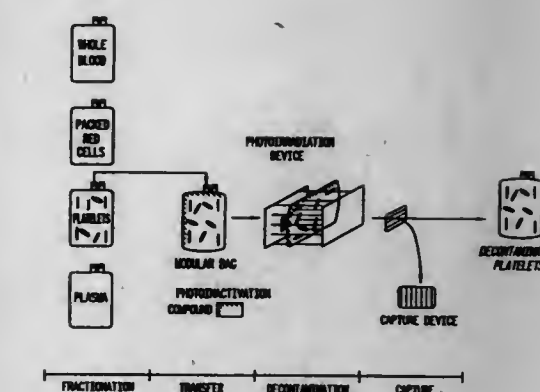 WHOLE
BLOOD
PACKED
RED
CELLS
PLATELETS
PLASMA
MODULAR BAG
PHOTOINACTIVATION
COMPOUND
PHOTOIRRADIATION
DEVICE
CAPTURE DEVICE
DECONTAMIN
PLATELETS
FRACTIONATION
TRANSFER
DECONTAMINATION
CAPTURE